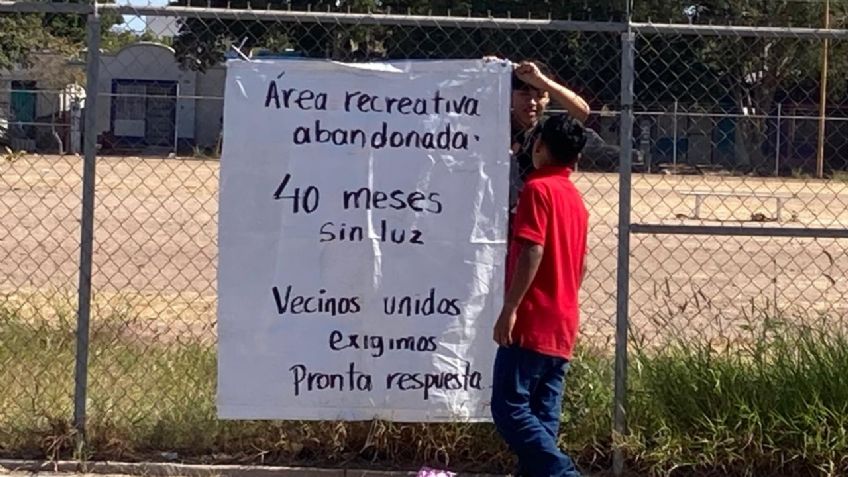 Área recreativa
abandonada.
40 meses
sin luz
Vecinos unidos
exigimos
Pronta respuesta.